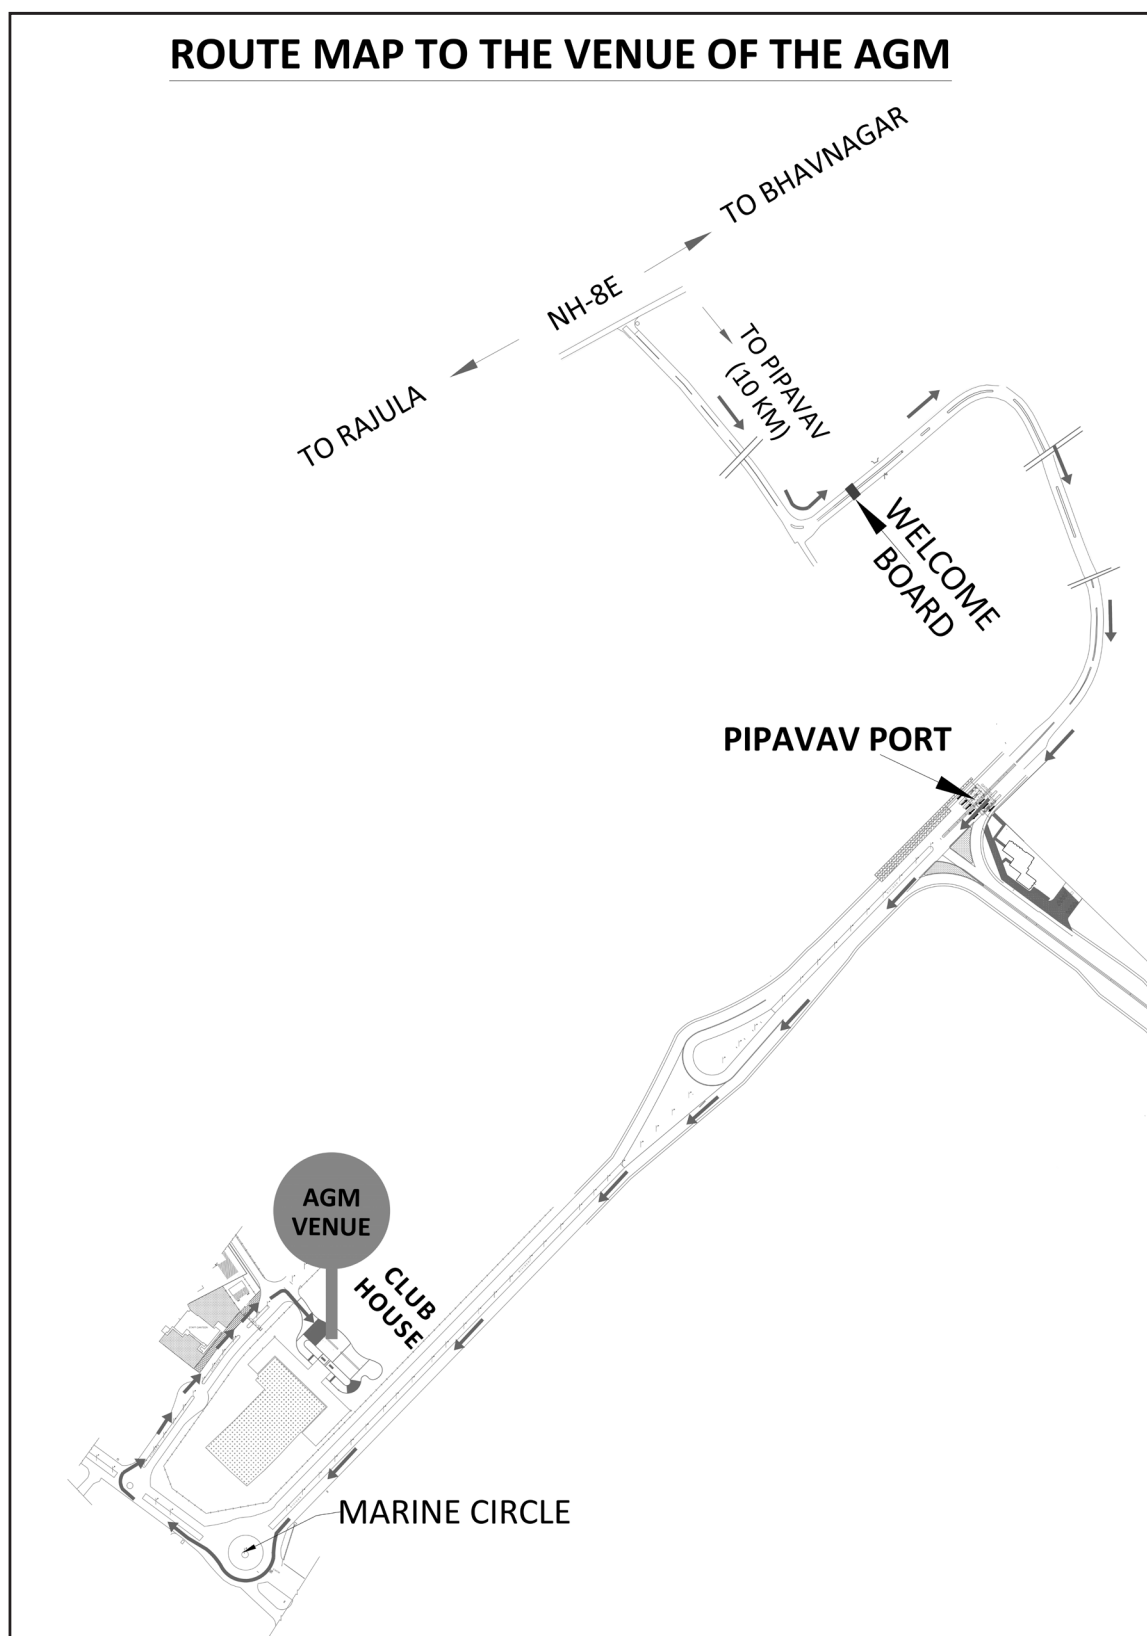 ROUTE MAP TO THE VENUE OF THE AGM
TO BHAVNAGAR
NH-8E
TO RAJULA
TO PIPAVAV
(10 KM)
WELCOME
BOARD
PIPAVAV PORT
AGM
VENUE
CLUB
HOUSE
MARINE CIRCLE